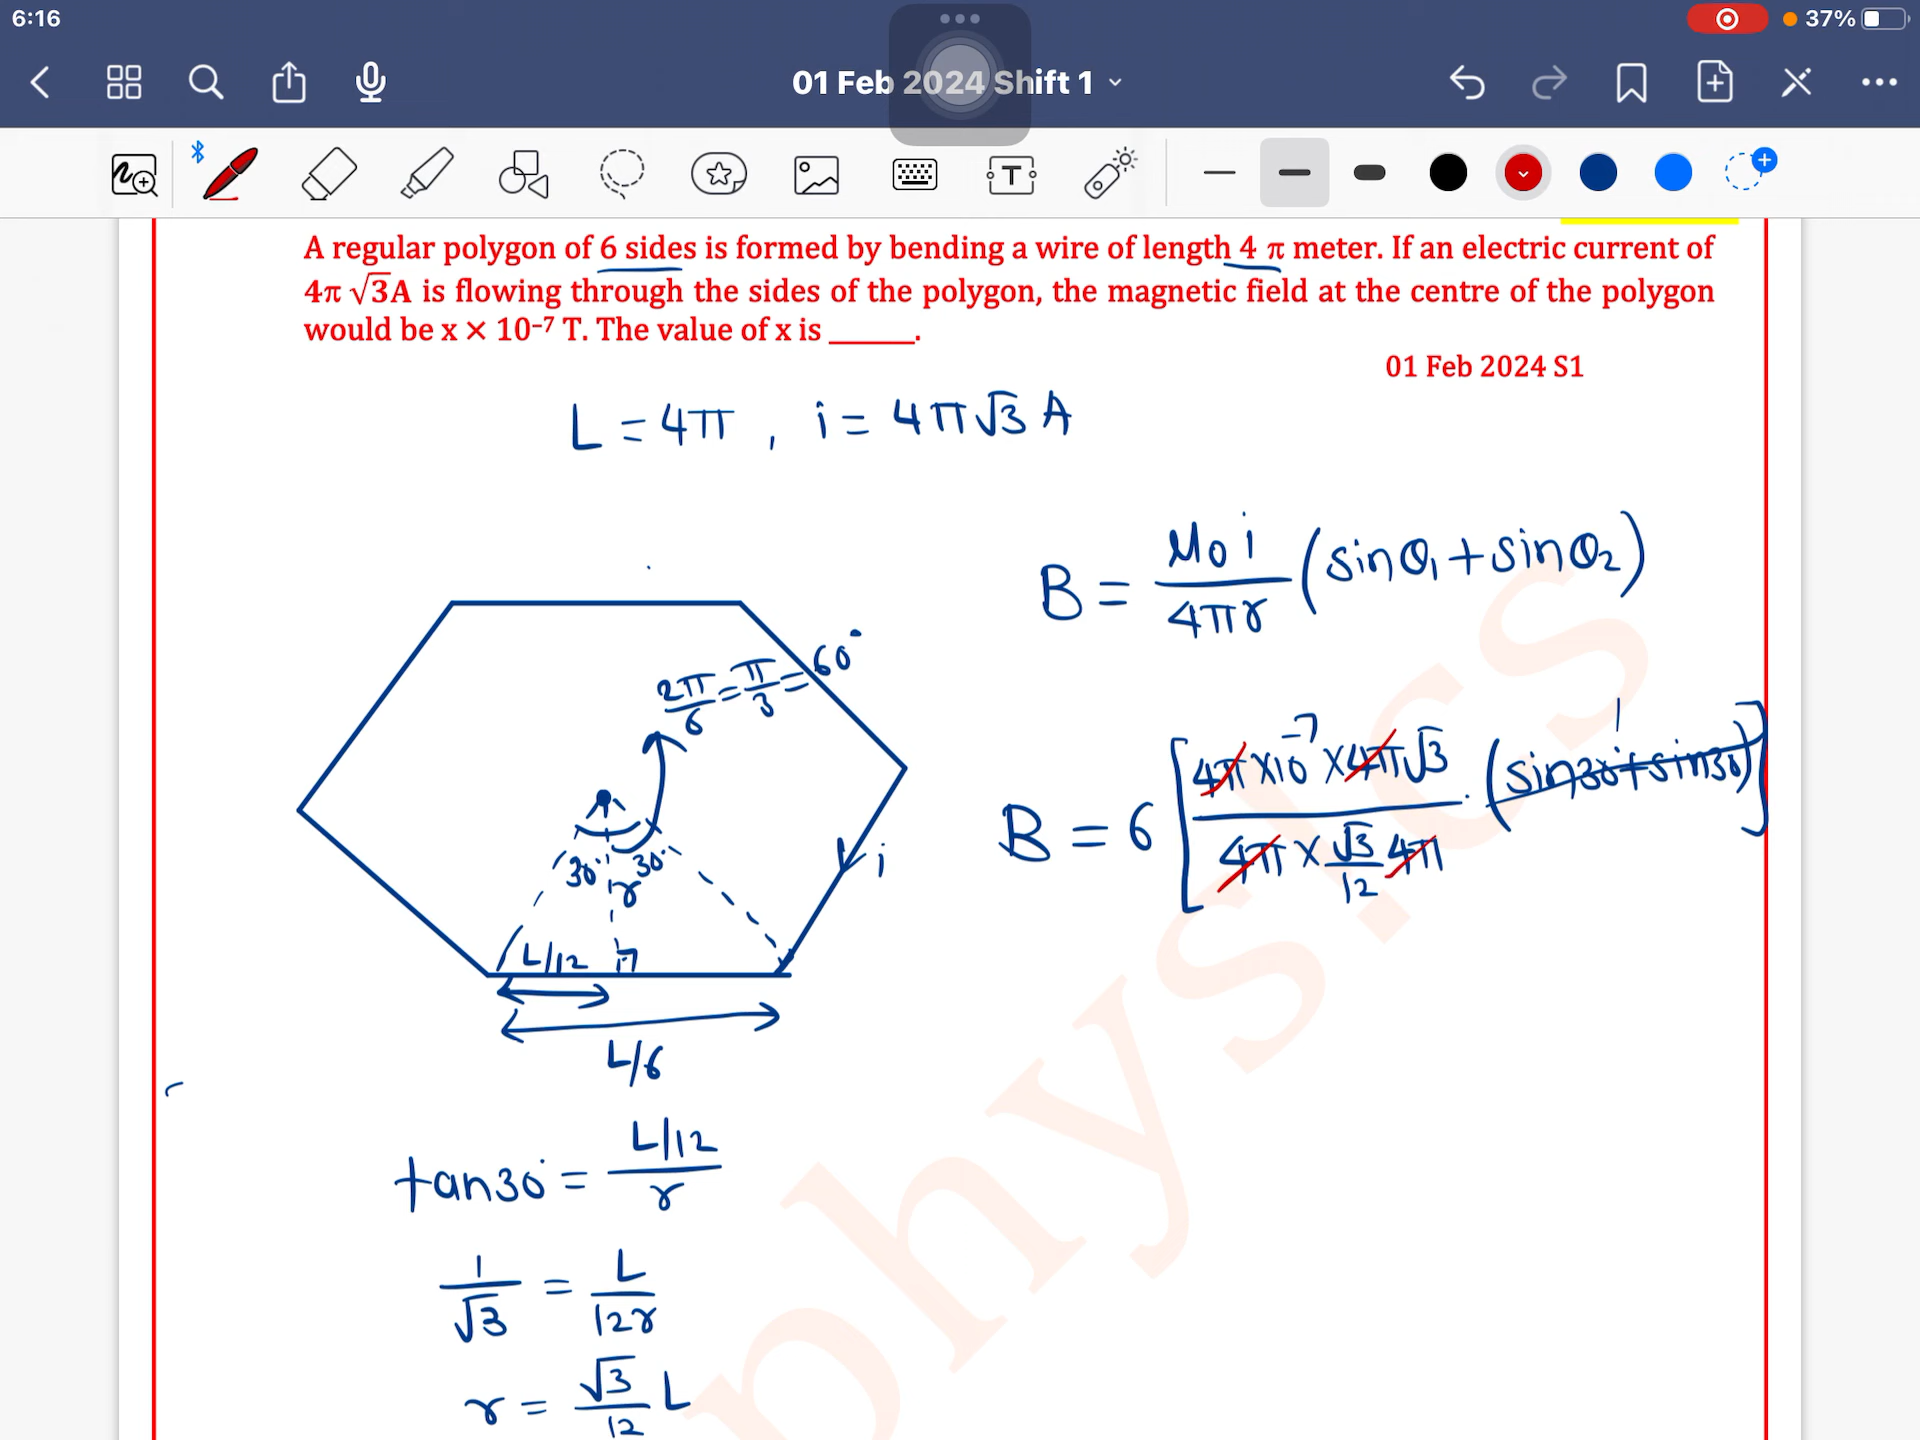 6:16
37%
01 Feb 2024 Shift 1
A regular polygon of 6 sides is formed by bending a wire of length 4 π meter. If an electric current of
4π √3A is flowing through the sides of the polygon, the magnetic field at the centre of the polygon
would be x × 10⁻⁷ T. The value of x is ______.
01 Feb 2024 S1
L = 4π , i = 4π√3 A
B = μ₀ i / 4πr (sinθ₁ + sinθ₂)
2π/6 = π/3 = 60°
B = 6 [ 4π × 10⁻⁷ × 4π√3 / 4π × √3/12 4π · (sin30° + sin30°) ] 1
30° 30°
r
i
L/12
L/6
tan30° = L/12 / r
1/√3 = L/12r
r = √3/12 L
phys.cs